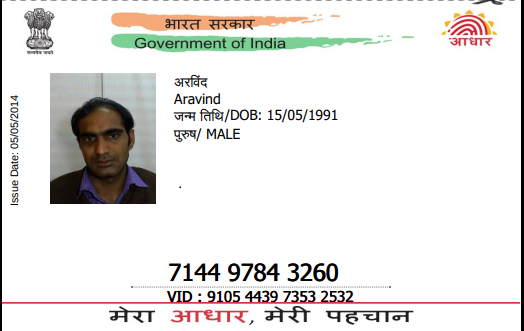 भारत सरकार
Government of India
सत्यमेव जयते
आधार
Issue Date: 05/05/2014
अरविंद
Aravind
जन्म तिथि/DOB: 15/05/1991
पुरुष/ MALE
.
7144 9784 3260
VID : 9105 4439 7353 2532
मेरा आधार, मेरी पहचान